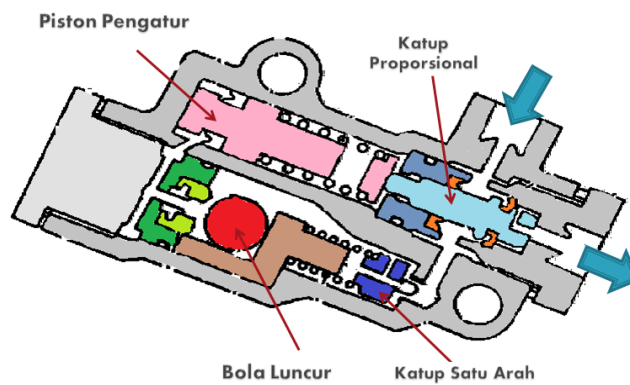 Piston Pengatur
Katup
Proporsional
Bola Luncur
Katup Satu Arah